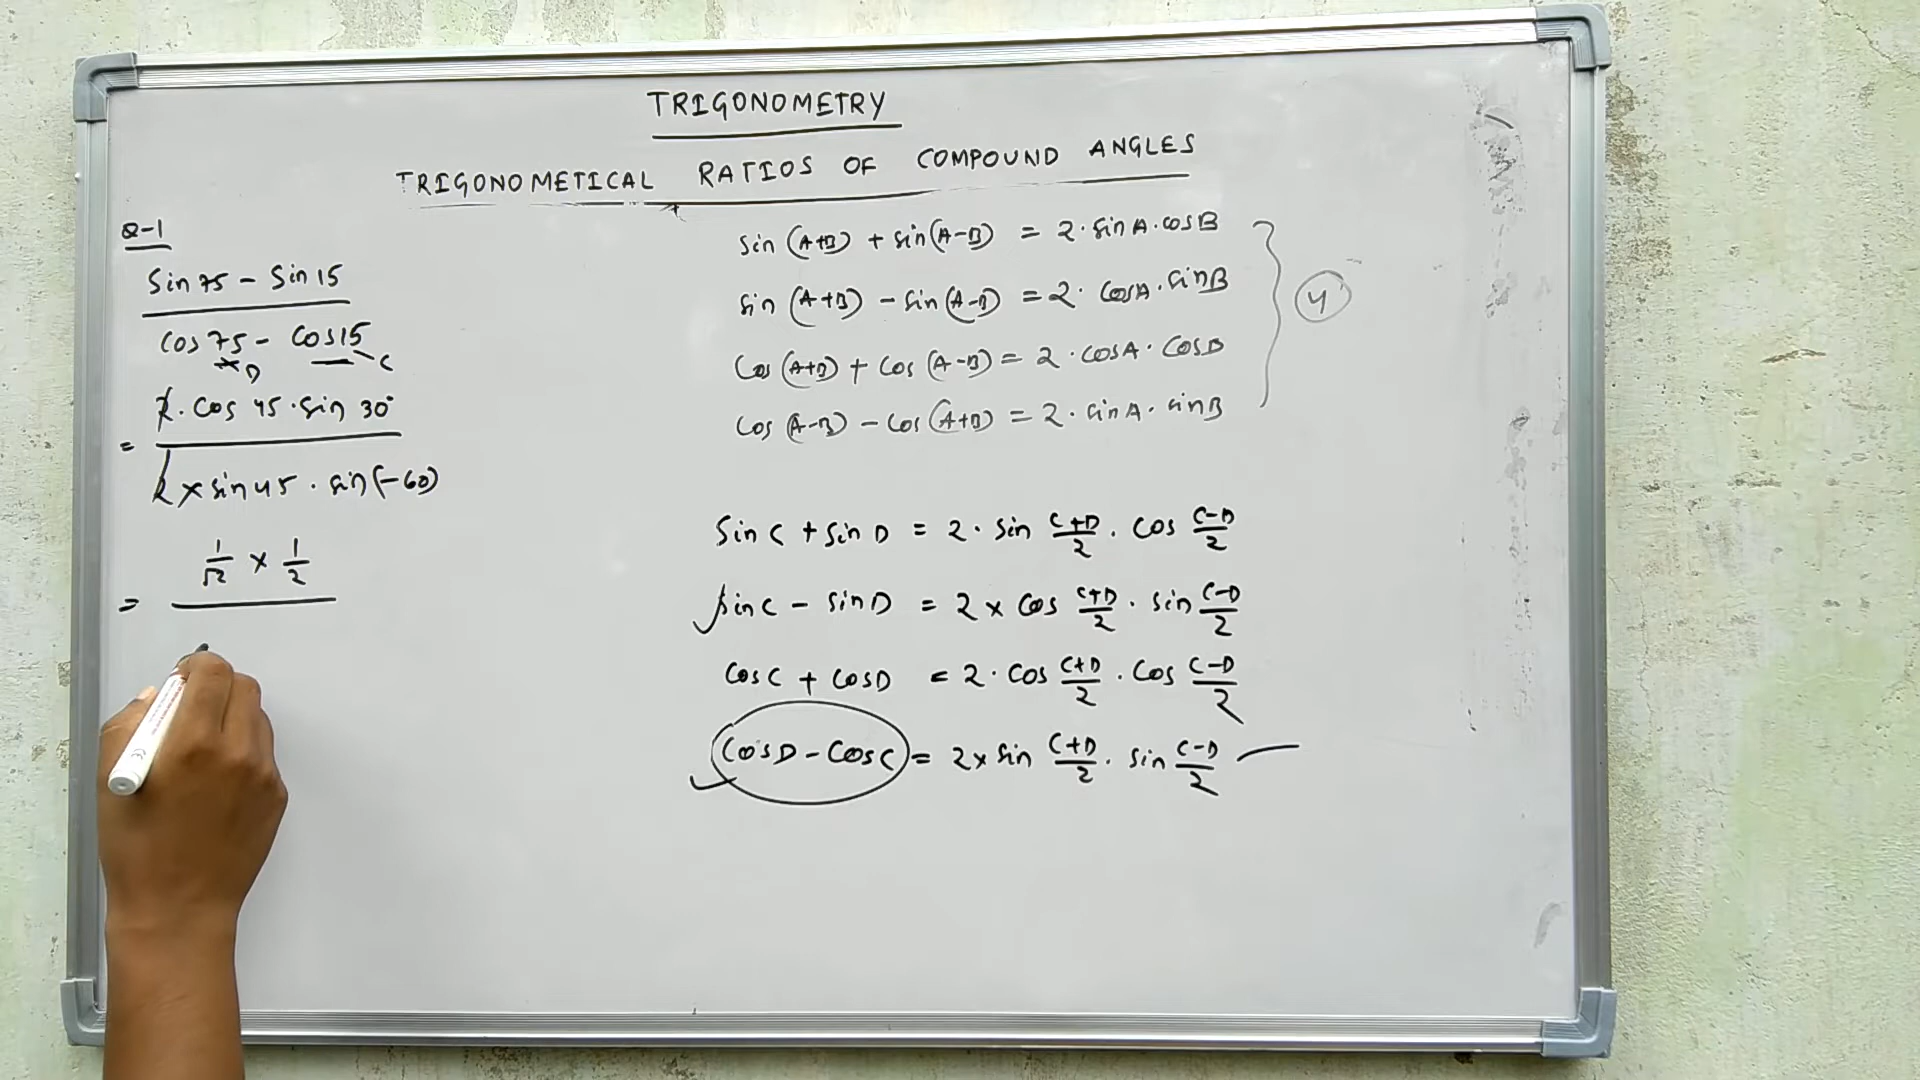 TRIGONOMETRY
TRIGONOMETICAL RATIOS OF COMPOUND ANGLES
Q-1
Sin 75 - Sin 15
Cos 75 - Cos 15
D C
= 2 . Cos 45 . Sin 30°
2 x sin 45 . sin (-60)
= 1/√2 x 1/2
Sin (A+B) + Sin (A-B) = 2 . Sin A . cos B
Sin (A+B) - Sin (A-B) = 2 . Cos A . Sin B
Cos (A+B) + Cos (A-B) = 2 . Cos A . Cos B
Cos (A-B) - Cos (A+B) = 2 . Sin A . Sin B
4
Sin C + Sin D = 2 . Sin C+D/2 . Cos C-D/2
Sin C - Sin D = 2 x Cos C+D/2 . Sin C-D/2
Cos C + Cos D = 2 . Cos C+D/2 . Cos C-D/2
Cos D - Cos C = 2 x Sin C+D/2 . Sin C-D/2